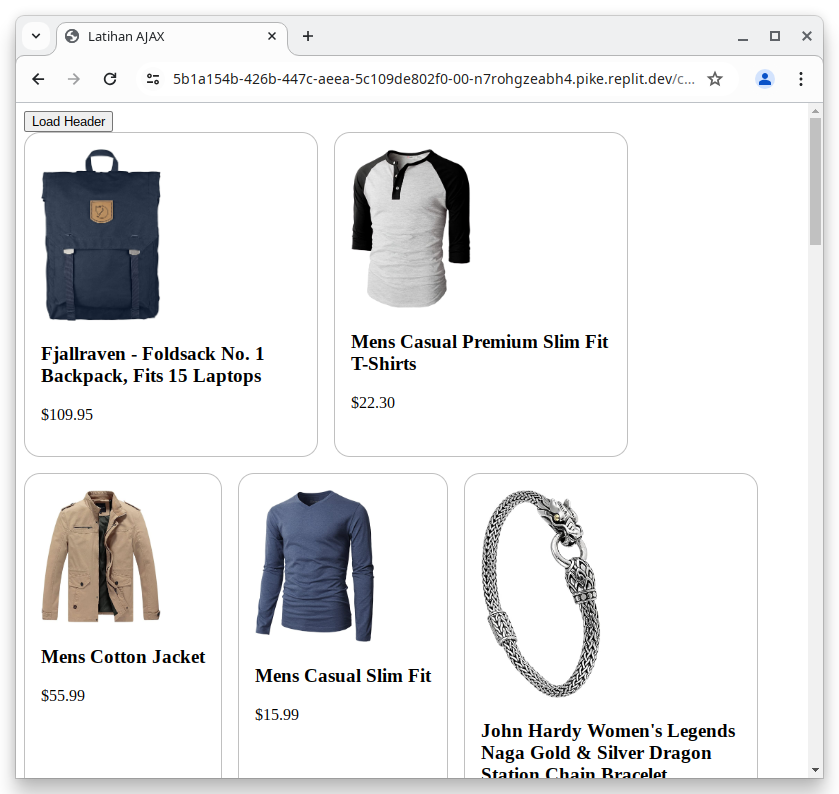 Latihan AJAX
5b1a154b-426b-447c-aeea-5c109de802f0-00-n7rohgzeabh4.pike.replit.dev/c...
Load Header
Fjallraven - Foldsack No. 1
Backpack, Fits 15 Laptops
$109.95
Mens Casual Premium Slim Fit
T-Shirts
$22.30
Mens Cotton Jacket
$55.99
Mens Casual Slim Fit
$15.99
John Hardy Women's Legends
Naga Gold & Silver Dragon
Station Chain Bracelet